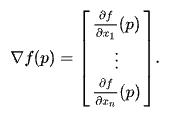 ∇f(p) = [ ∂f/∂x₁ (p)
⋮
∂f/∂xₙ (p) ] .